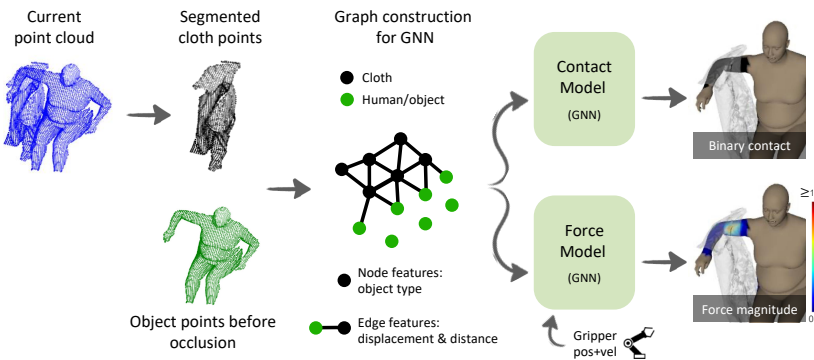 Current
point cloud
Segmented
cloth points
Graph construction
for GNN
Cloth
Human/object
Contact
Model
(GNN)
Binary contact
Object points before
occlusion
Node features:
object type
Edge features:
displacement & distance
Force
Model
(GNN)
Gripper
pos+vel
≥1
0
Force magnitude